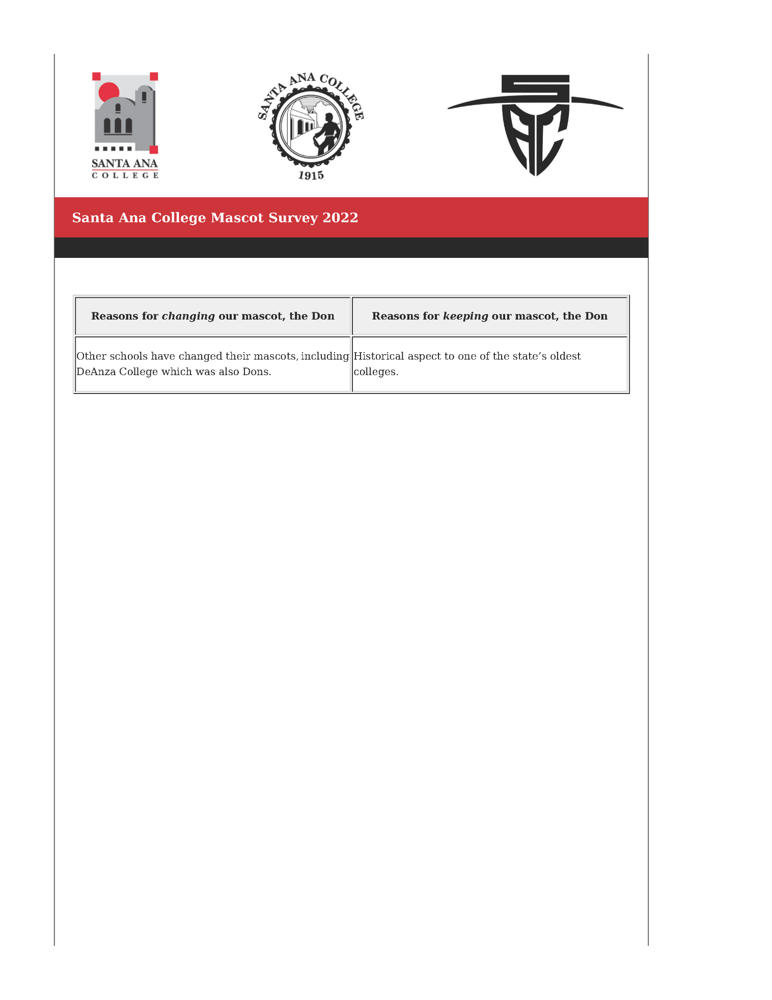 SANTA ANA
COLLEGE
SANTA ANA COLLEGE
1915
SAC
Santa Ana College Mascot Survey 2022
Reasons for changing our mascot, the Don
Reasons for keeping our mascot, the Don
Other schools have changed their mascots, including
DeAnza College which was also Dons.
Historical aspect to one of the state’s oldest
colleges.